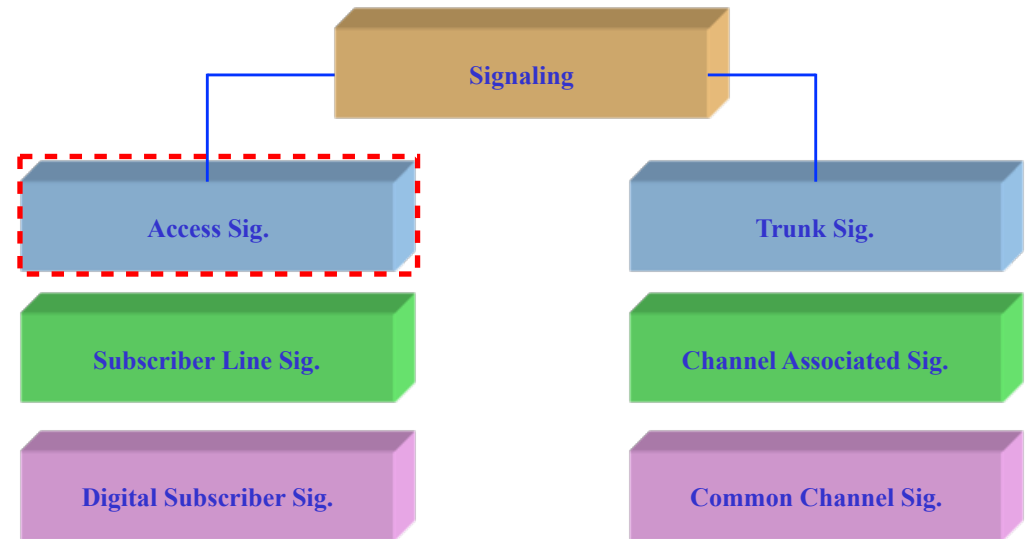 Signaling
Access Sig.
Trunk Sig.
Subscriber Line Sig.
Channel Associated Sig.
Digital Subscriber Sig.
Common Channel Sig.